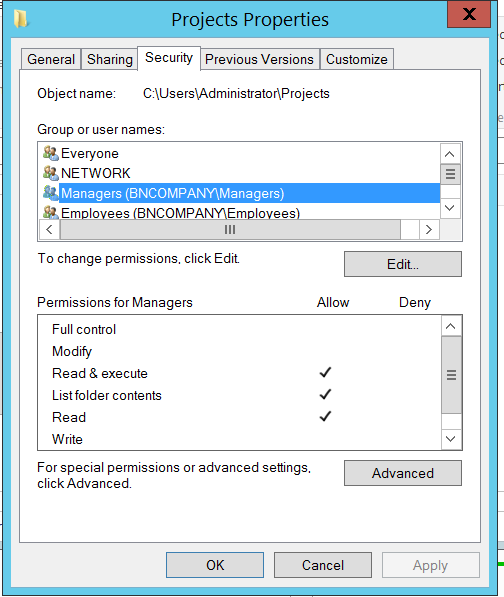 Projects Properties
X
General Sharing Security Previous Versions Customize
Object name: C:\Users\Administrator\Projects
Group or user names:
Everyone
NETWORK
Managers (BNCOMPANY\Managers)
Employees (BNCOMPANY\Employees)
To change permissions, click Edit.
Edit...
Permissions for Managers Allow Deny
Full control
Modify
Read & execute
List folder contents
Read
Write
For special permissions or advanced settings,
click Advanced.
Advanced
OK Cancel Apply